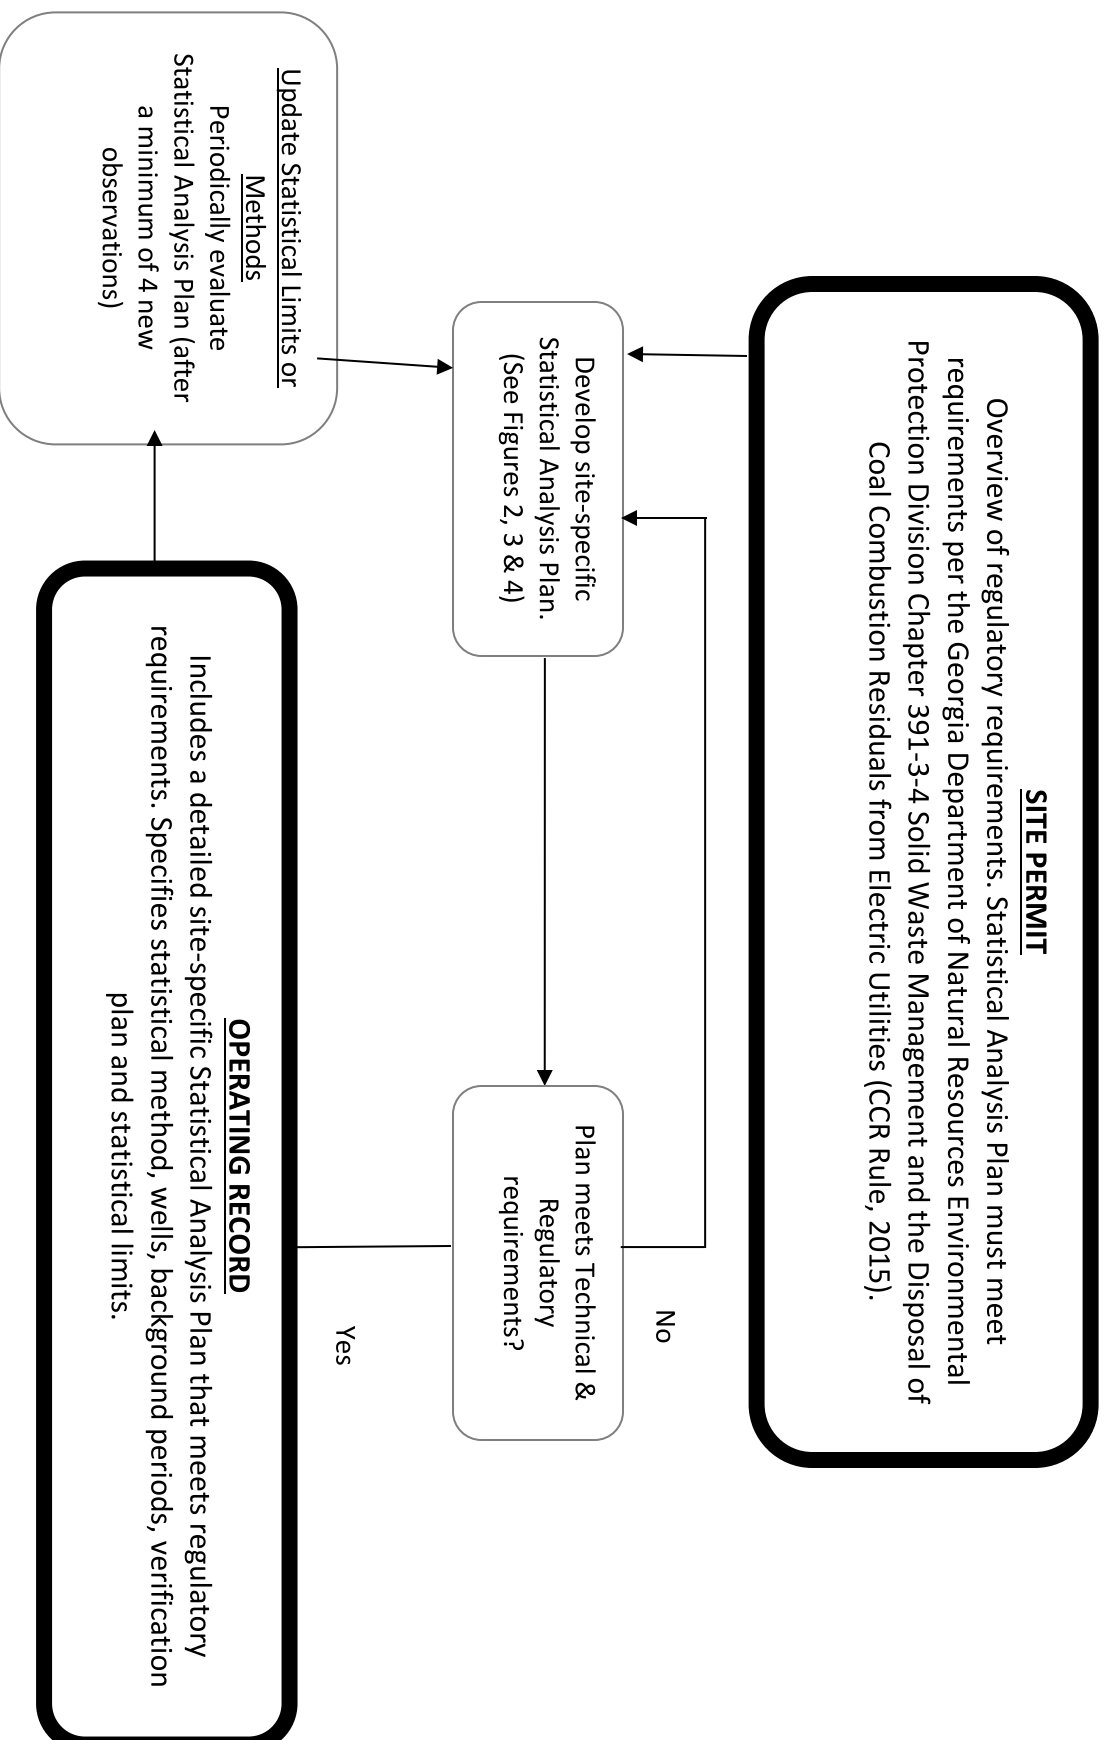 SITE PERMIT
Overview of regulatory requirements. Statistical Analysis Plan must meet
requirements per the Georgia Department of Natural Resources Environmental
Protection Division Chapter 391-3-4 Solid Waste Management and the Disposal of
Coal Combustion Residuals from Electric Utilities (CCR Rule, 2015).
No
Develop site-specific
Statistical Analysis Plan.
(See Figures 2, 3 & 4)
Plan meets Technical &
Regulatory
requirements?
Yes
Update Statistical Limits or
Methods
Periodically evaluate
Statistical Analysis Plan (after
a minimum of 4 new
observations)
OPERATING RECORD
Includes a detailed site-specific Statistical Analysis Plan that meets regulatory
requirements. Specifies statistical method, wells, background periods, verification
plan and statistical limits.